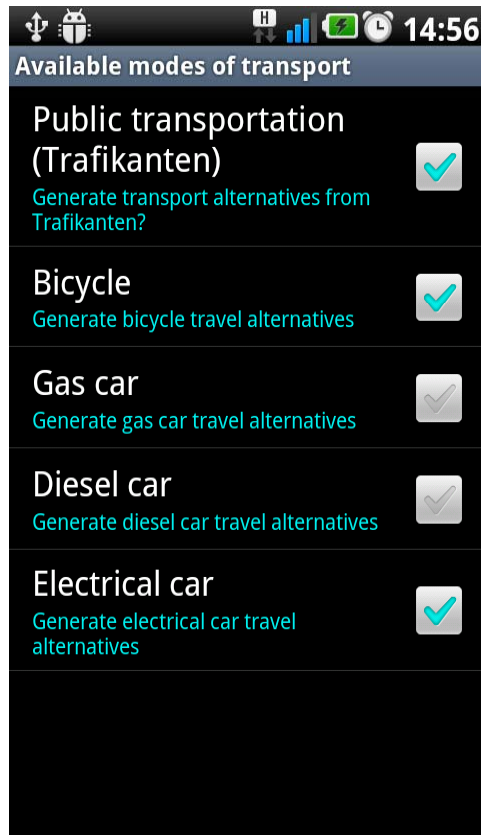 H
14:56
Available modes of transport
Public transportation
(Trafikanten)
Generate transport alternatives from
Trafikanten?
Bicycle
Generate bicycle travel alternatives
Gas car
Generate gas car travel alternatives
Diesel car
Generate diesel car travel alternatives
Electrical car
Generate electrical car travel
alternatives